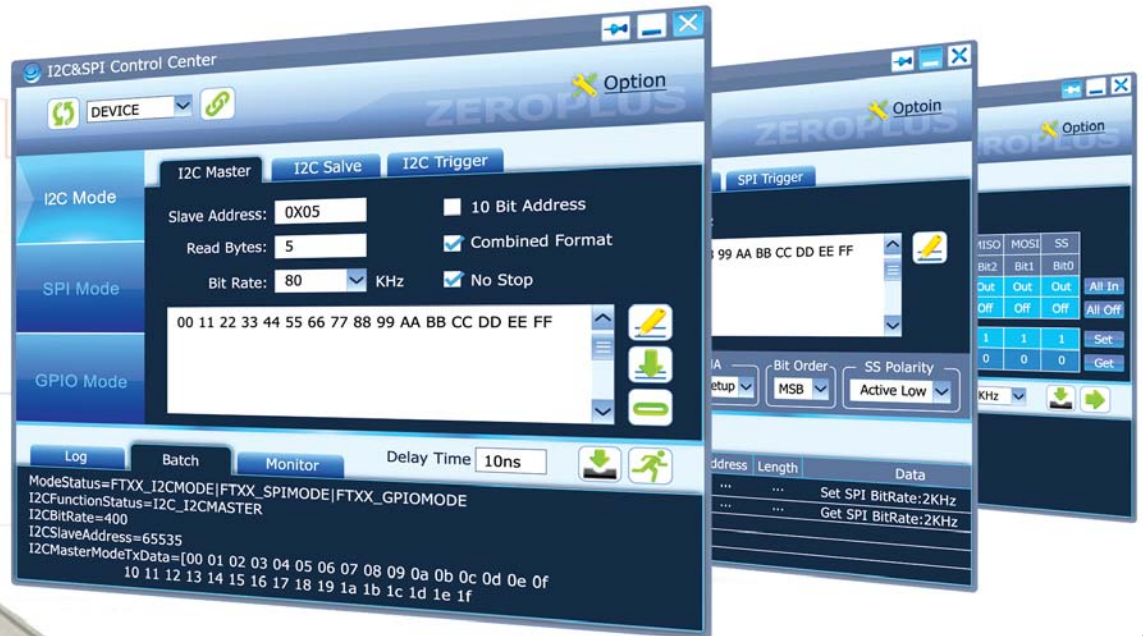 I2C&SPI Control Center
DEVICE
Option
ZEROPLUS
I2C Mode
SPI Mode
GPIO Mode
I2C Master
I2C Salve
I2C Trigger
Slave Address: 0X05
10 Bit Address
Read Bytes: 5
Combined Format
Bit Rate: 80 KHz
No Stop
00 11 22 33 44 55 66 77 88 99 AA BB CC DD EE FF
Log
Batch
Monitor
Delay Time 10ns
ModeStatus=FTXX_I2CMODE|FTXX_SPIMODE|FTXX_GPIOMODE
I2CFunctionStatus=I2C_I2CMASTER
I2CBitRate=400
I2CSlaveAddress=65535
I2CMasterModeTxData=[00 01 02 03 04 05 06 07 08 09 0a 0b 0c 0d 0e 0f
10 11 12 13 14 15 16 17 18 19 1a 1b 1c 1d 1e 1f
Optoin
ZEROPLUS
SPI Trigger
99 AA BB CC DD EE FF
Bit Order
SS Polarity
MSB
Active Low
Length
Data
... ... Set SPI BitRate:2KHz
... ... Get SPI BitRate:2KHz
Option
ROPLUS
MISO MOSI SS
Bit2 Bit1 Bit0
Out Out Out All In
Off Off Off All Off
1 1 1 Set
0 0 0 Get
KHz